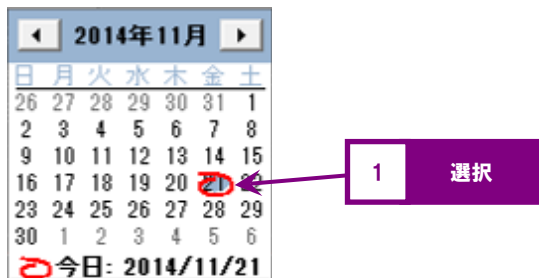 2014年11月
日 月 火 水 木 金 土
26 27 28 29 30 31 1
2 3 4 5 6 7 8
9 10 11 12 13 14 15
16 17 18 19 20 21 22
23 24 25 26 27 28 29
30 1 2 3 4 5 6
今日: 2014/11/21
1 選択